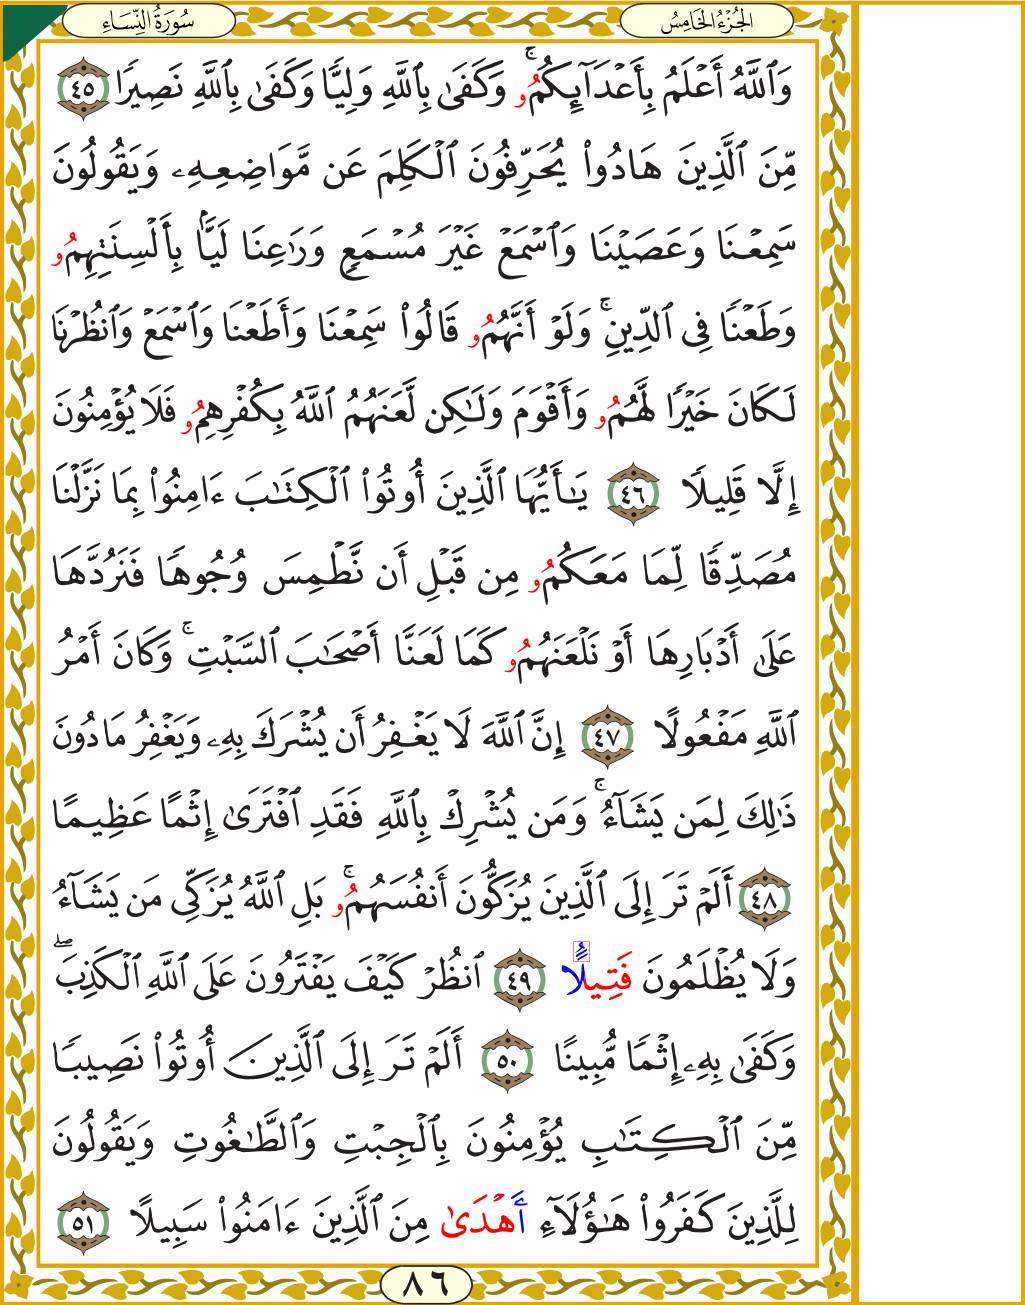 الجُزْءُ الخَامِسُ
سُورَةُ النِّسَاءِ
وَٱللَّهُ أَعۡلَمُ بِأَعۡدَآئِكُمُۥۚ وَكَفَىٰ بِٱللَّهِ وَلِيّٗا وَكَفَىٰ بِٱللَّهِ نَصِيرٗا ٤٥
مِّنَ ٱلَّذِينَ هَادُواْ يُحَرِّفُونَ ٱلۡكَلِمَ عَن مَّوَاضِعِهِۦ وَيَقُولُونَ
سَمِعۡنَا وَعَصَيۡنَا وَٱسۡمَعۡ غَيۡرَ مُسۡمَعٖ وَرَٰعِنَا لَيَّۢا بِأَلۡسِنَتِهِمُۥ
وَطَعۡنٗا فِي ٱلدِّينِۚ وَلَوۡ أَنَّهُمُۥ قَالُواْ سَمِعۡنَا وَأَطَعۡنَا وَٱسۡمَعۡ وَٱنظُرۡنَا
لَكَانَ خَيۡرٗا لَّهُمُۥ وَأَقۡوَمَ وَلَٰكِن لَّعَنَهُمُ ٱللَّهُ بِكُفۡرِهِمُۥ فَلَا يُؤۡمِنُونَ
إِلَّا قَلِيلٗا ٤٦ يَٰٓأَيُّهَا ٱلَّذِينَ أُوتُواْ ٱلۡكِتَٰبَ ءَامِنُواْ بِمَا نَزَّلۡنَا
مُصَدِّقٗا لِّمَا مَعَكُمُۥ مِن قَبۡلِ أَن نَّطۡمِسَ وُجُوهٗا فَنَرُدَّهَا
عَلَىٰ أَدۡبَارِهَا أَوۡ نَلۡعَنَهُمُۥ كَمَا لَعَنَّا أَصۡحَٰبَ ٱلسَّبۡتِۚ وَكَانَ أَمۡرُ
ٱللَّهِ مَفۡعُولًا ٤٧ إِنَّ ٱللَّهَ لَا يَغۡفِرُ أَن يُشۡرَكَ بِهِۦ وَيَغۡفِرُ مَا دُونَ
ذَٰلِكَ لِمَن يَشَآءُۚ وَمَن يُشۡرِكۡ بِٱللَّهِ فَقَدِ ٱفۡتَرَىٰ إِثۡمًا عَظِيمًا
٤٨ أَلَمۡ تَرَ إِلَى ٱلَّذِينَ يُزَكُّونَ أَنفُسَهُمُۥۚ بَلِ ٱللَّهُ يُزَكِّي مَن يَشَآءُ
وَلَا يُظۡلَمُونَ فَتِيلًا ٤٩ ٱنظُرۡ كَيۡفَ يَفۡتَرُونَ عَلَى ٱللَّهِ ٱلۡكَذِبَۖ
وَكَفَىٰ بِهِۦ إِثۡمٗا مُّبِينًا ٥٠ أَلَمۡ تَرَ إِلَى ٱلَّذِينَ أُوتُواْ نَصِيبٗا
مِّنَ ٱلۡكِتَٰبِ يُؤۡمِنُونَ بِٱلۡجِبۡتِ وَٱلطَّٰغُوتِ وَيَقُولُونَ
لِلَّذِينَ كَفَرُواْ هَٰؤُلَآءِ أَهۡدَىٰ مِنَ ٱلَّذِينَ ءَامَنُواْ سَبِيلًا ٥١
٨٦